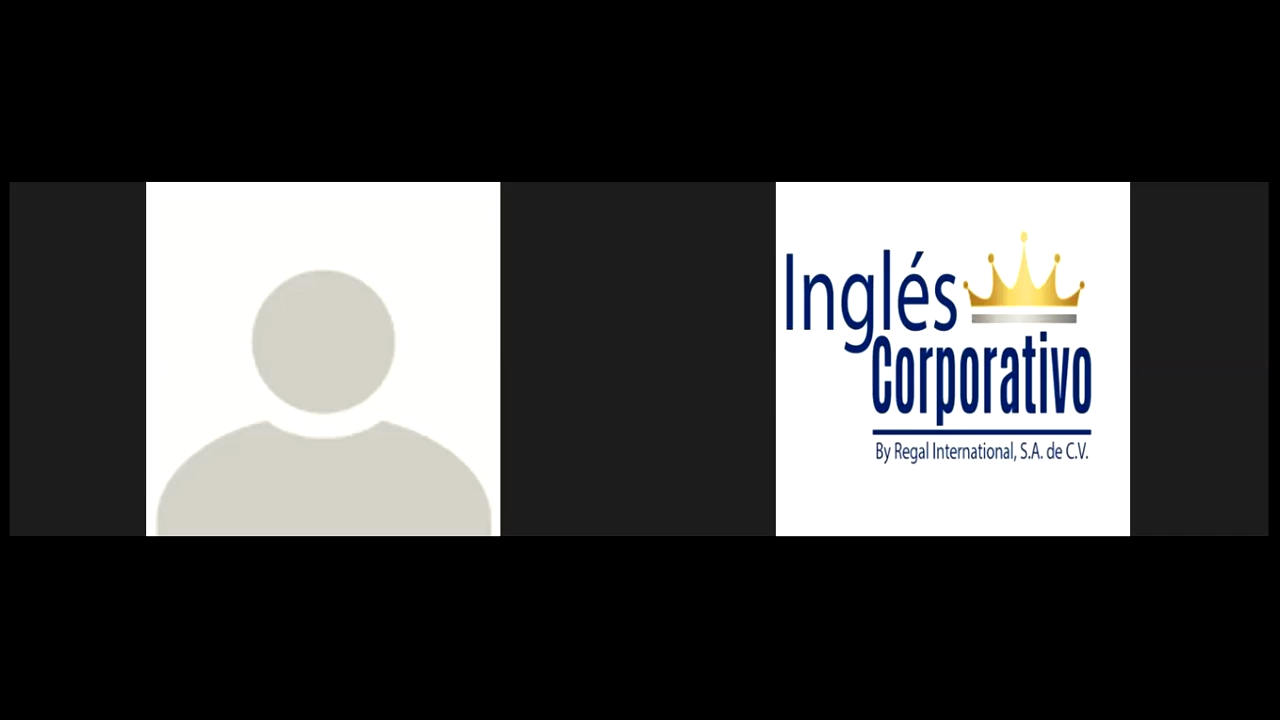 Inglés
Corporativo
By Regal International, S.A. de C.V.